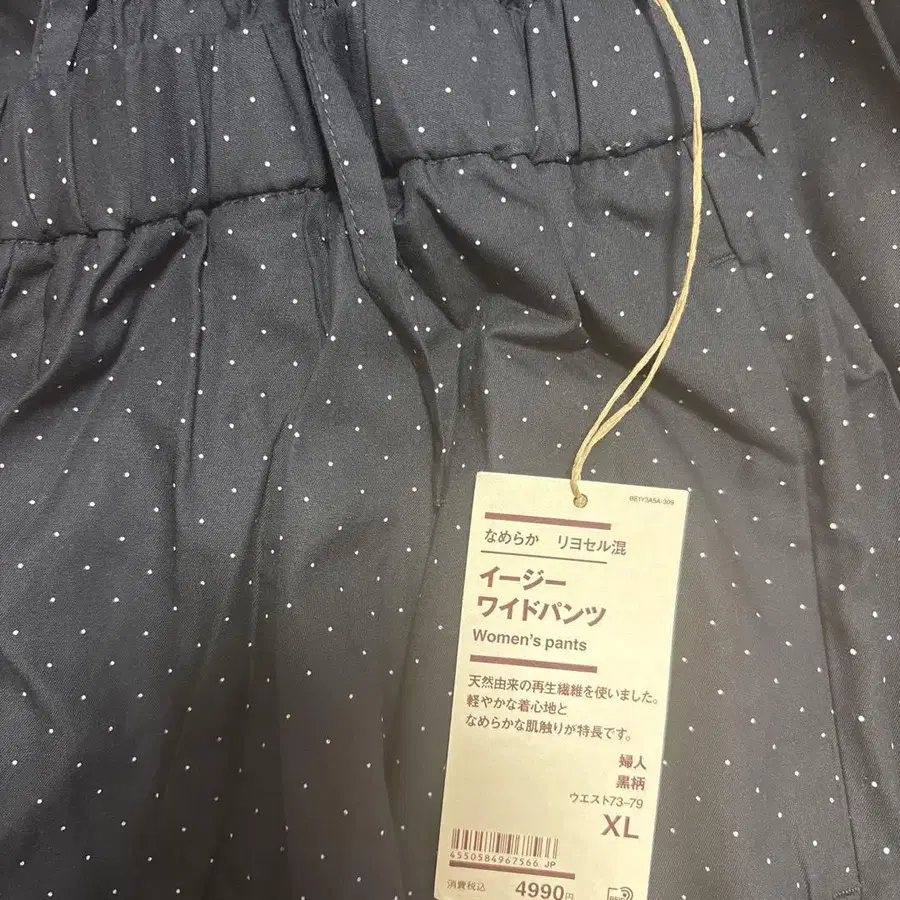 BE1Y3A5A-309
なめらか リヨセル混
イージー
ワイドパンツ
Women's pants
天然由来の再生繊維を使いました。
軽やかな着心地と
なめらかな肌触りが特長です。
婦人
黒柄
ウエスト73-79
XL
4550584967566 JP
消費税込 4990円